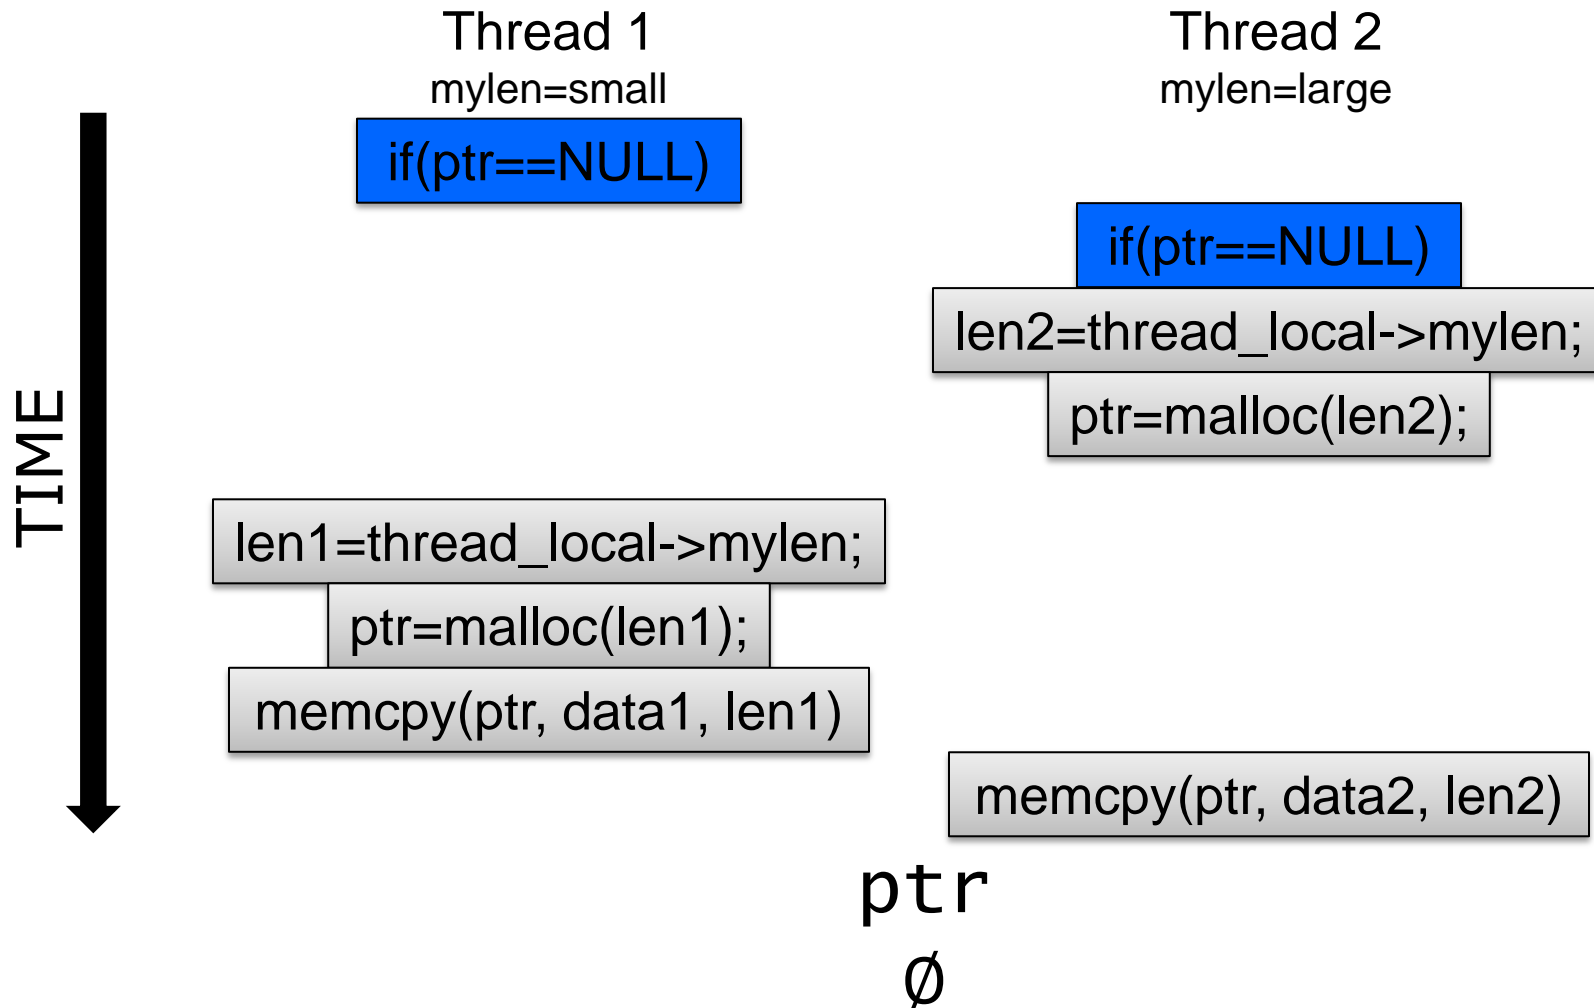 Thread 1
mylen=small
Thread 2
mylen=large
if(ptr==NULL)
if(ptr==NULL)
len2=thread_local->mylen;
ptr=malloc(len2);
TIME
len1=thread_local->mylen;
ptr=malloc(len1);
memcpy(ptr, data1, len1)
memcpy(ptr, data2, len2)
ptr
∅